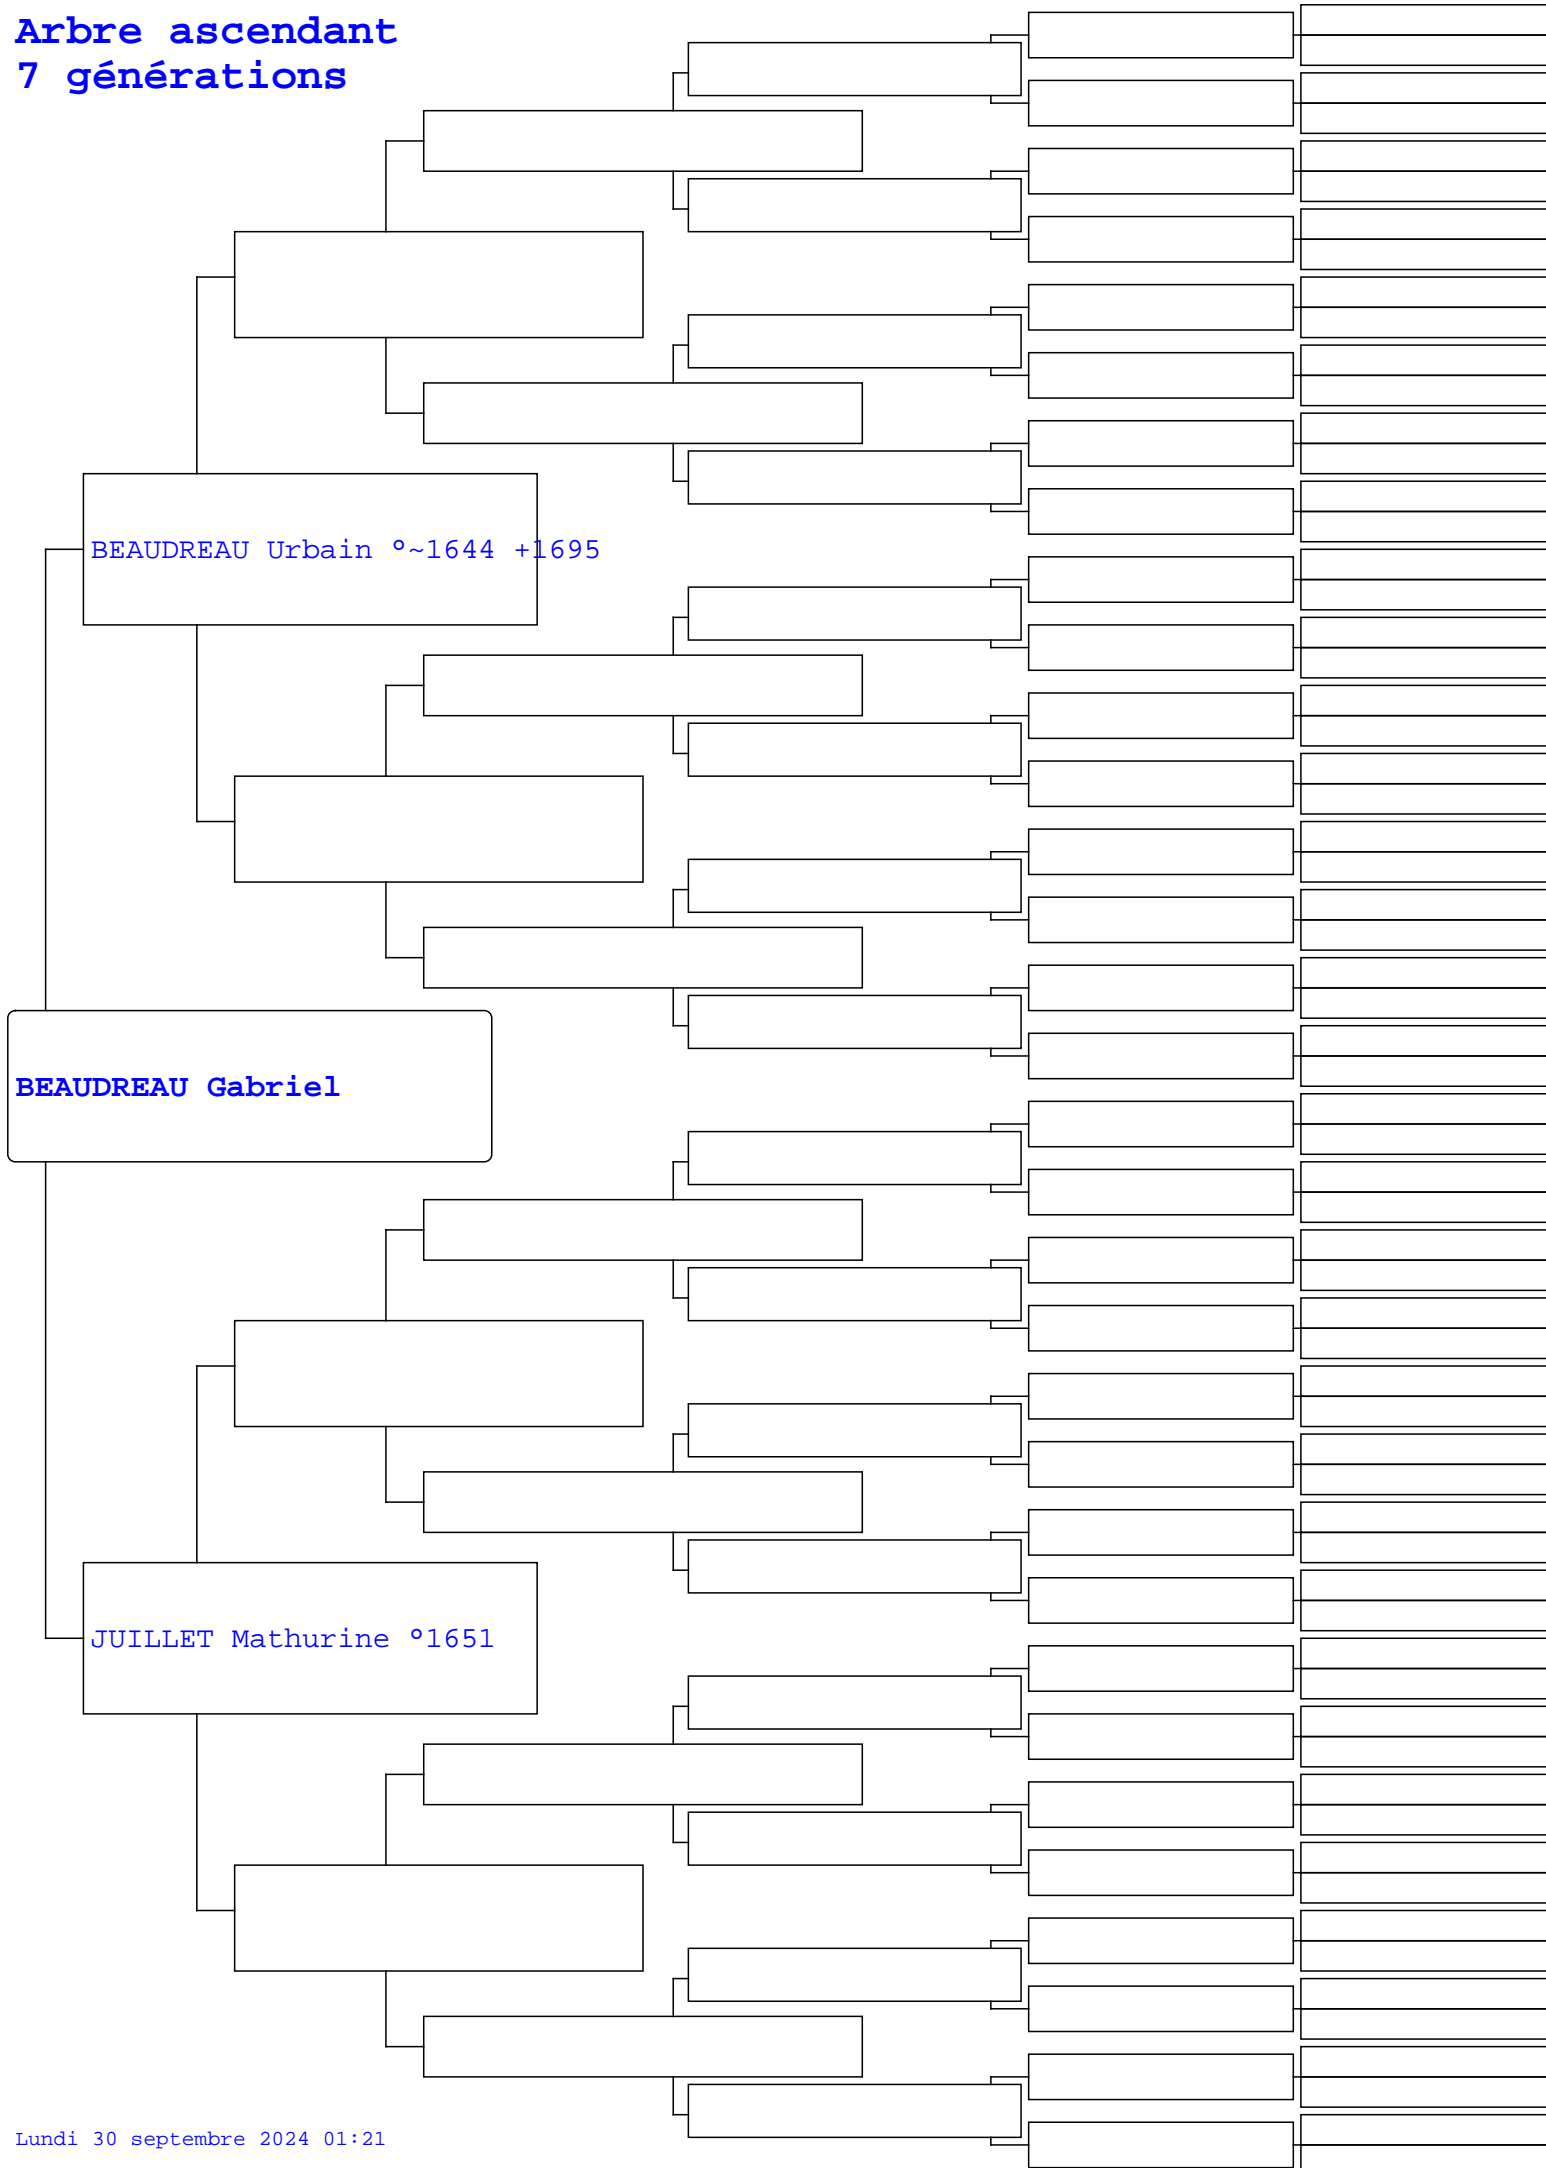 Arbre ascendant
7 générations
BEAUDREAU Urbain °~1644 +1695
BEAUDREAU Gabriel
JUILLET Mathurine °1651
Lundi 30 septembre 2024 01:21